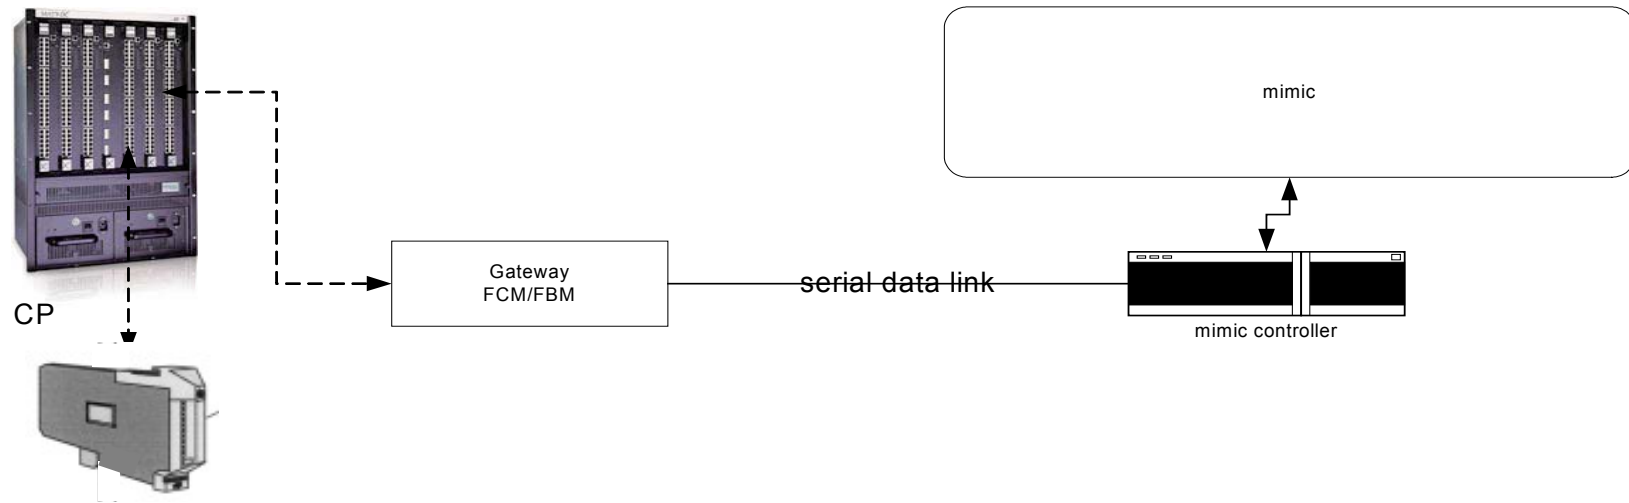 mimic
Gateway
FCM/FBM
serial data link
CP
mimic controller